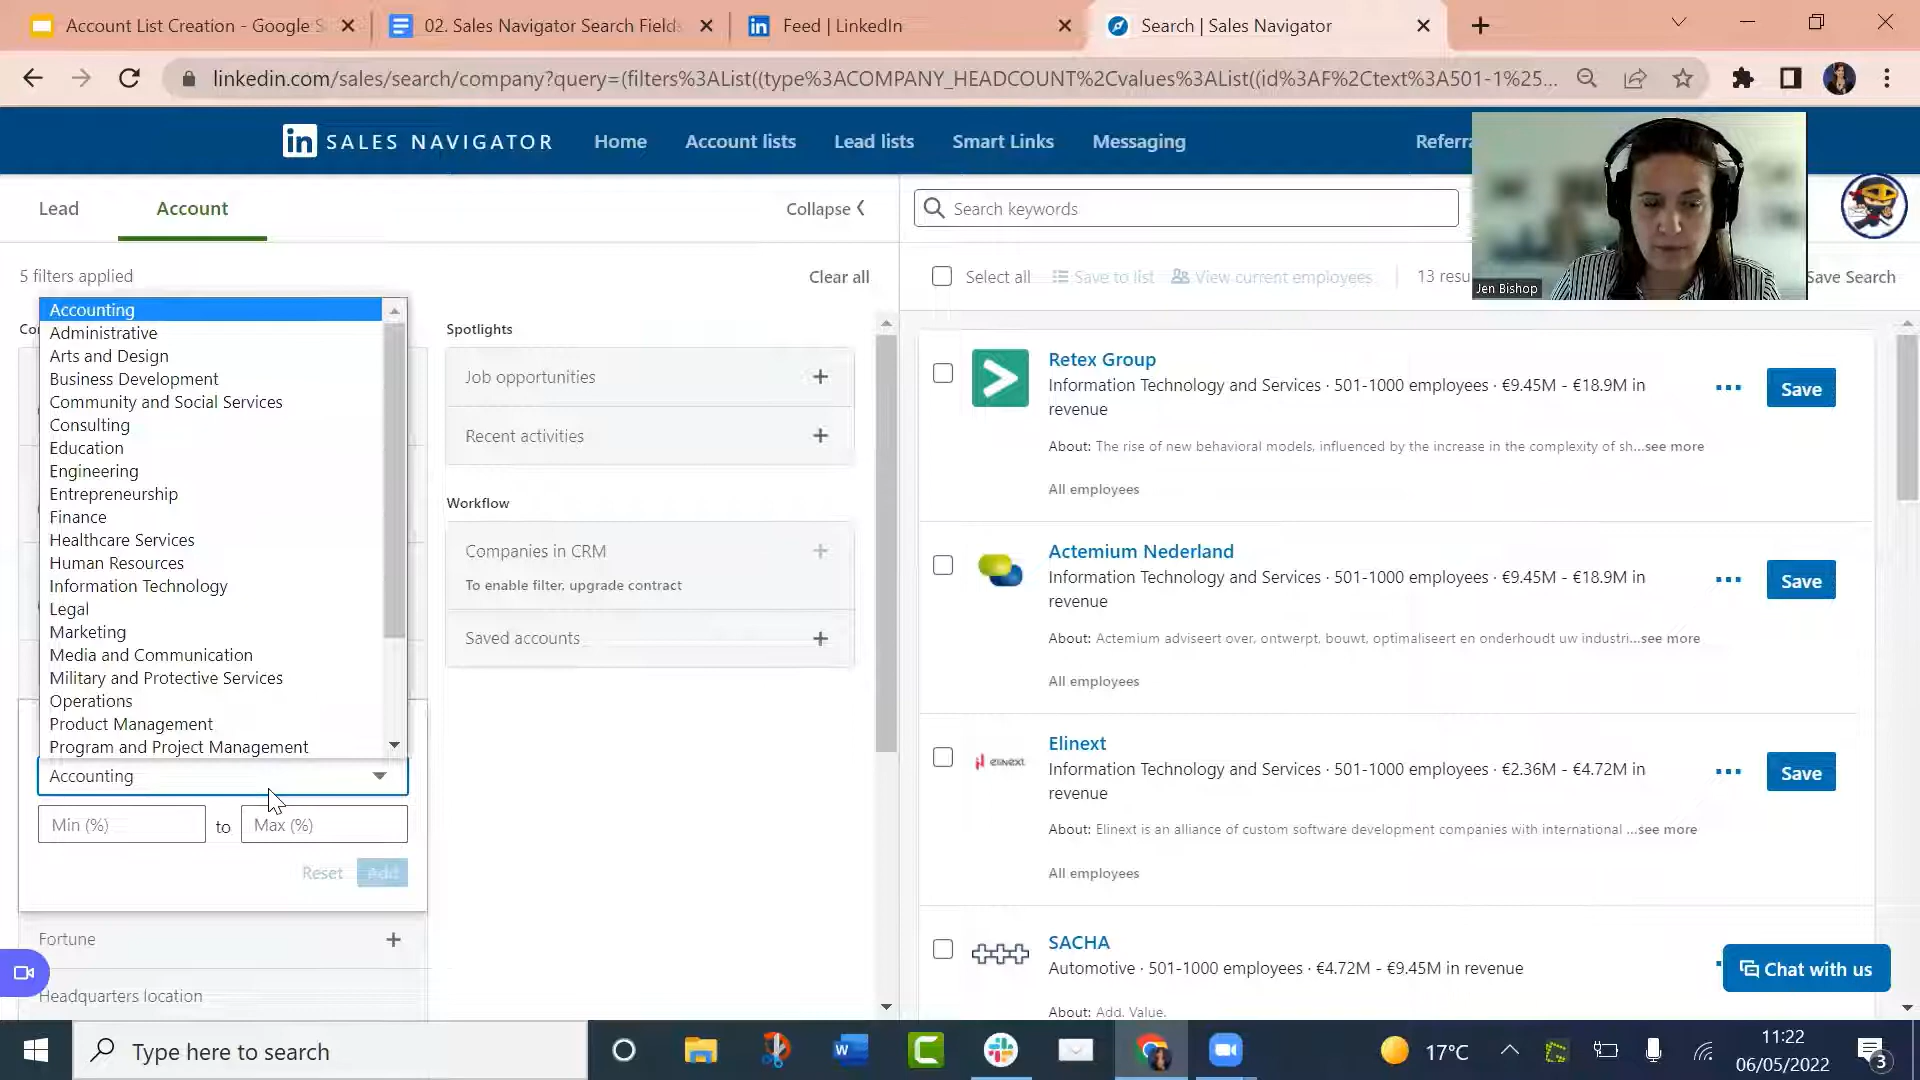 Account List Creation - Google S
02. Sales Navigator Search Fields
Feed | LinkedIn
Search | Sales Navigator
linkedin.com/sales/search/company?query=(filters%3AList((type%3ACOMPANY_HEADCOUNT%2Cvalues%3AList((id%3AF%2Ctext%3A501-1%25...
in SALES NAVIGATOR
Home
Account lists
Lead lists
Smart Links
Messaging
Referra
Lead
Account
Collapse
Search keywords
5 filters applied
Clear all
Select all
Save to list
View current employees
13 resu
Save Search
Jen Bishop
Co
Accounting
Administrative
Arts and Design
Business Development
Community and Social Services
Consulting
Education
Engineering
Entrepreneurship
Finance
Healthcare Services
Human Resources
Information Technology
Legal
Marketing
Media and Communication
Military and Protective Services
Operations
Product Management
Program and Project Management
Accounting
Min (%)
to
Max (%)
Reset
Add
Fortune
Headquarters location
Spotlights
Job opportunities
Recent activities
Workflow
Companies in CRM
To enable filter, upgrade contract
Saved accounts
Retex Group
Information Technology and Services · 501-1000 employees · €9.45M - €18.9M in
revenue
About: The rise of new behavioral models, influenced by the increase in the complexity of sh...see more
All employees
Save
Actemium Nederland
Information Technology and Services · 501-1000 employees · €9.45M - €18.9M in
revenue
About: Actemium adviseert over, ontwerpt, bouwt, optimaliseert en onderhoudt uw industri...see more
All employees
Save
elinext
Elinext
Information Technology and Services · 501-1000 employees · €2.36M - €4.72M in
revenue
About: Elinext is an alliance of custom software development companies with international ...see more
All employees
Save
SACHA
Automotive · 501-1000 employees · €4.72M - €9.45M in revenue
About: Add. Value.
Chat with us
Type here to search
17°C
11:22
06/05/2022
3